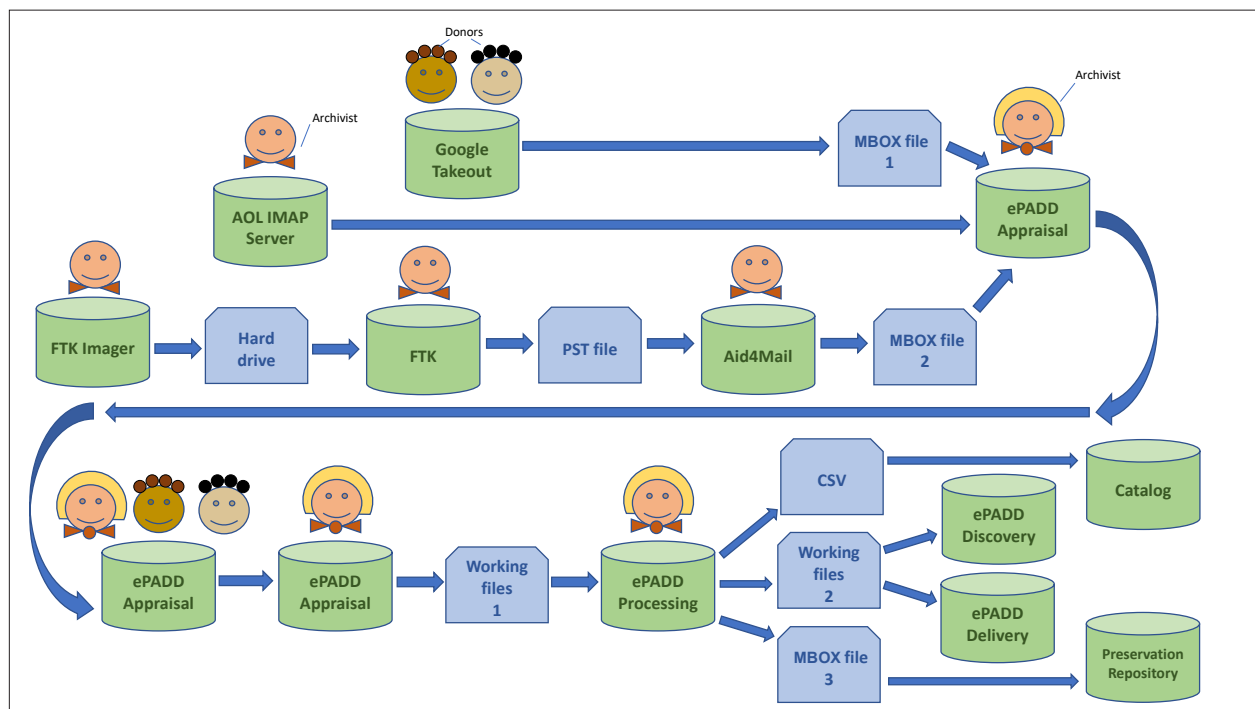 Donors
Archivist
Archivist
Google
Takeout
MBOX file
1
AOL IMAP
Server
ePADD
Appraisal
FTK Imager
Hard
drive
FTK
PST file
Aid4Mail
MBOX file
2
CSV
Catalog
ePADD
Discovery
ePADD
Appraisal
ePADD
Appraisal
Working
files
1
ePADD
Processing
Working
files
2
ePADD
Delivery
MBOX file
3
Preservation
Repository